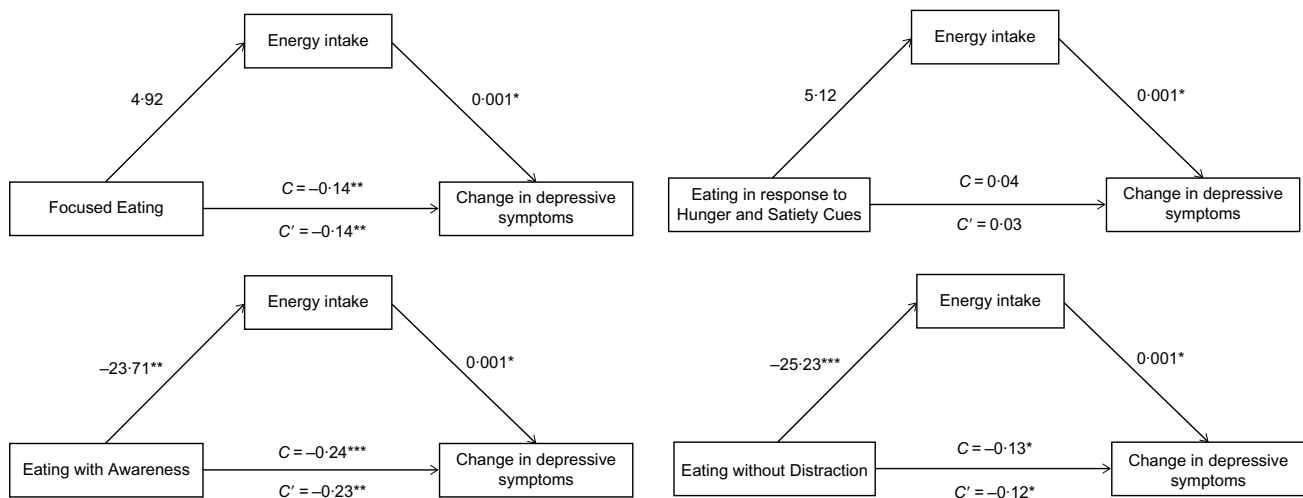 Energy intake
4·92
0·001*
C = –0·14**
Focused Eating
Change in depressive
symptoms
C′ = –0·14**
Energy intake
5·12
0·001*
C = 0·04
Eating in response to
Hunger and Satiety Cues
Change in depressive
symptoms
C′ = 0·03
Energy intake
–23·71**
0·001*
C = –0·24***
Eating with Awareness
Change in depressive
symptoms
C′ = –0·23**
Energy intake
–25·23***
0·001*
C = –0·13*
Eating without Distraction
Change in depressive
symptoms
C′ = –0·12*